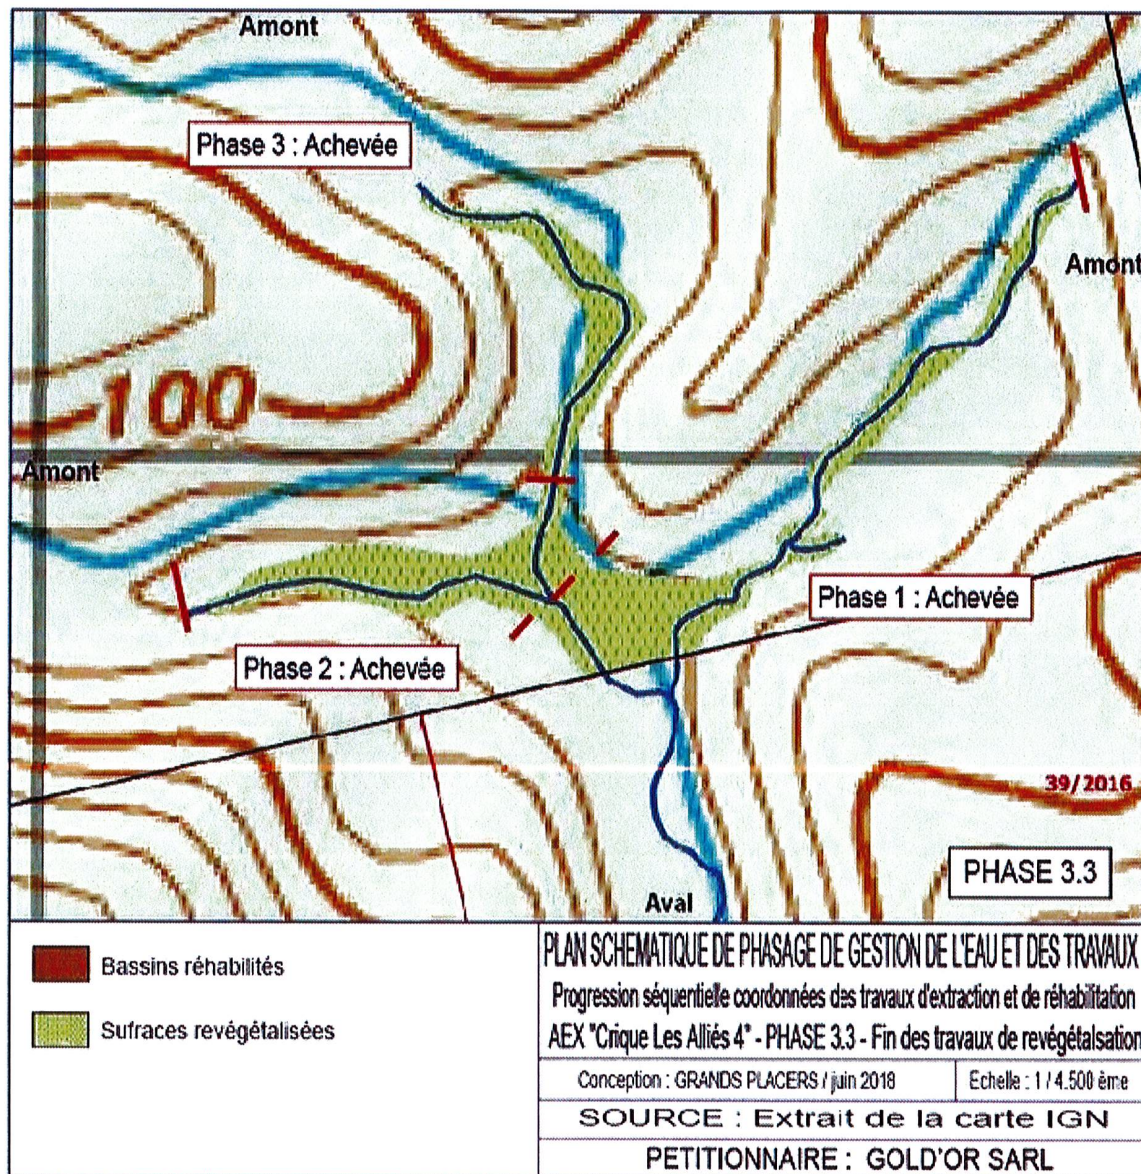 Amont
Phase 3 : Achevée
Amont
100
Amont
Phase 1 : Achevée
Phase 2 : Achevée
39/2016
PHASE 3.3
Aval
Bassins réhabilités
Sufraces revégétalisées
PLAN SCHEMATIQUE DE PHASAGE DE GESTION DE L'EAU ET DES TRAVAUX
Progression séquentielle coordonnées des travaux d'extraction et de réhabilitation
AEX "Crique Les Alliés 4" - PHASE 3.3 - Fin des travaux de revégétalsation
Conception : GRANDS PLACERS / juin 2018
Echelle : 1 / 4.500 ème
SOURCE : Extrait de la carte IGN
PETITIONNAIRE : GOLD'OR SARL